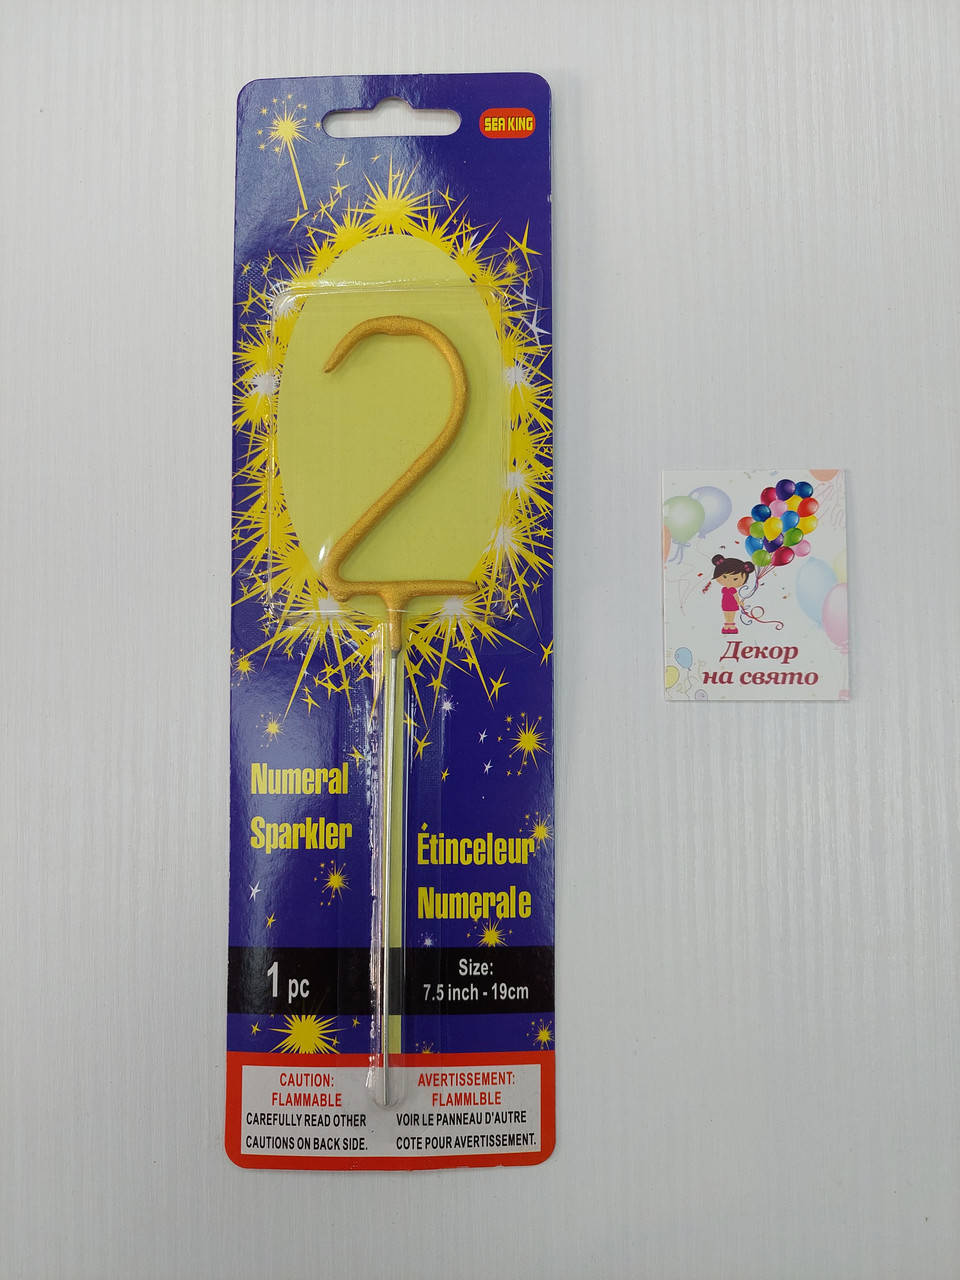 SEA KING
Numeral
Sparkler
Étinceleur
Numerale
1 pc
Size:
7.5 inch - 19cm
CAUTION:
FLAMMABLE
CAREFULLY READ OTHER
CAUTIONS ON BACK SIDE.
AVERTISSEMENT:
FLAMMLBLE
VOIR LE PANNEAU D'AUTRE
COTE POUR AVERTISSEMENT.
Декор
на свято